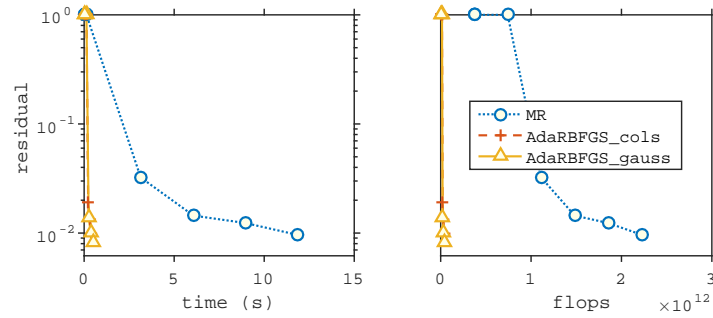 residual
10^0
10^-1
10^-2
0 5 10 15
time (s)
MR
AdaRBFGS_cols
AdaRBFGS_gauss
0 1 2 3
flops
×10^12